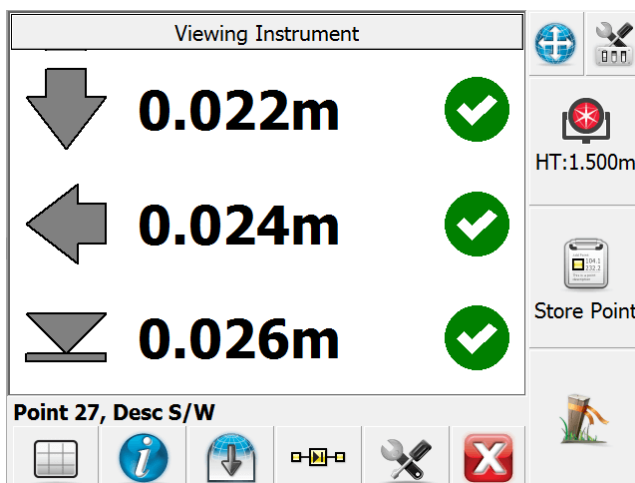 Viewing Instrument
0.022m
0.024m
0.026m
HT:1.500m
Store Point
Point 27, Desc S/W